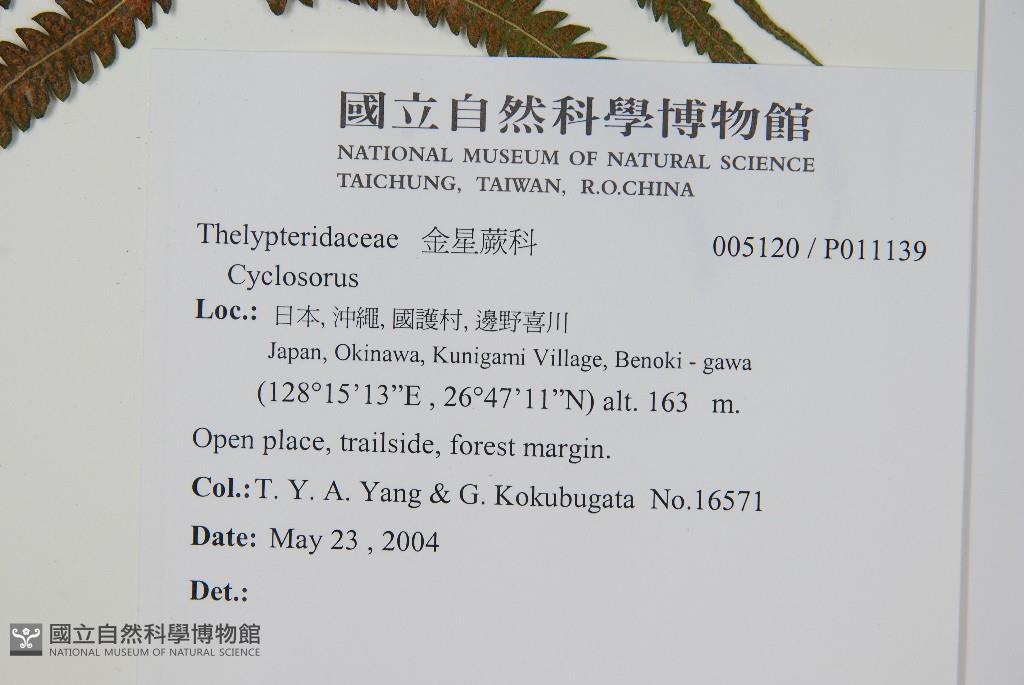 國立自然科學博物館
NATIONAL MUSEUM OF NATURAL SCIENCE
TAICHUNG, TAIWAN, R.O.CHINA
Thelypteridaceae 金星蕨科 005120 / P011139
Cyclosorus
Loc.: 日本, 沖繩, 國護村, 邊野喜川
Japan, Okinawa, Kunigami Village, Benoki - gawa
(128°15’13”E , 26°47’11”N) alt. 163 m.
Open place, trailside, forest margin.
Col.: T. Y. A. Yang & G. Kokubugata No.16571
Date: May 23 , 2004
Det.:
國立自然科學博物館
NATIONAL MUSEUM OF NATURAL SCIENCE